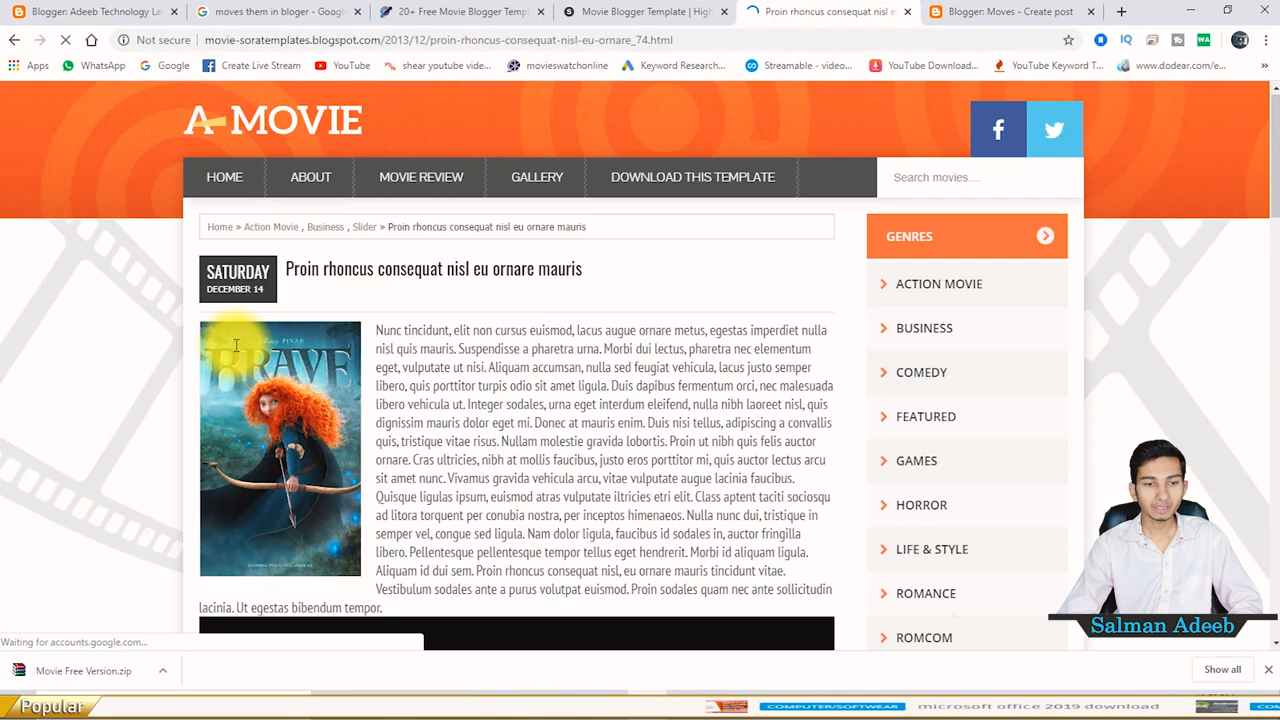 Blogger: Adeeb Technology Lab
moves them in bloger - Google
20+ Free Movie Blogger Templ
Movie Blogger Template | High
Proin rhoncus consequat nisl e
Blogger: Moves - Create post
Not secure | movie-soratemplates.blogspot.com/2013/12/proin-rhoncus-consequat-nisl-eu-ornare_74.html
Apps WhatsApp Google Create Live Stream YouTube shear youtube vide... movieswatchonline Keyword Research... Streamable - video... YouTube Download... YouTube Keyword T... www.dodear.com/e... »
A-MOVIE
HOME ABOUT MOVIE REVIEW GALLERY DOWNLOAD THIS TEMPLATE Search movies....
Home » Action Movie , Business , Slider » Proin rhoncus consequat nisl eu ornare mauris
SATURDAY
DECEMBER 14
Proin rhoncus consequat nisl eu ornare mauris
Disney PIXAR
BRAVE
Nunc tincidunt, elit non cursus euismod, lacus augue ornare metus, egestas imperdiet nulla
nisl quis mauris. Suspendisse a pharetra urna. Morbi dui lectus, pharetra nec elementum
eget, vulputate ut nisi. Aliquam accumsan, nulla sed feugiat vehicula, lacus justo semper
libero, quis porttitor turpis odio sit amet ligula. Duis dapibus fermentum orci, nec malesuada
libero vehicula ut. Integer sodales, urna eget interdum eleifend, nulla nibh laoreet nisl, quis
dignissim mauris dolor eget mi. Donec at mauris enim. Duis nisi tellus, adipiscing a convallis
quis, tristique vitae risus. Nullam molestie gravida lobortis. Proin ut nibh quis felis auctor
ornare. Cras ultricies, nibh at mollis faucibus, justo eros porttitor mi, quis auctor lectus arcu
sit amet nunc. Vivamus gravida vehicula arcu, vitae vulputate augue lacinia faucibus.
Quisque ligulas ipsum, euismod atras vulputate iltricies etri elit. Class aptent taciti sociosqu
ad litora torquent per conubia nostra, per inceptos himenaeos. Nulla nunc dui, tristique in
semper vel, congue sed ligula. Nam dolor ligula, faucibus id sodales in, auctor fringilla
libero. Pellentesque pellentesque tempor tellus eget hendrerit. Morbi id aliquam ligula.
Aliquam id dui sem. Proin rhoncus consequat nisl, eu ornare mauris tincidunt vitae.
Vestibulum sodales ante a purus volutpat euismod. Proin sodales quam nec ante sollicitudin
lacinia. Ut egestas bibendum tempor.
GENRES
ACTION MOVIE
BUSINESS
COMEDY
FEATURED
GAMES
HORROR
LIFE & STYLE
ROMANCE
ROMCOM
Salman Adeeb
Waiting for accounts.google.com...
Movie Free Version.zip
Show all
Popular
COMPUTER/SOFTWEAR
microsoft office 2019 download